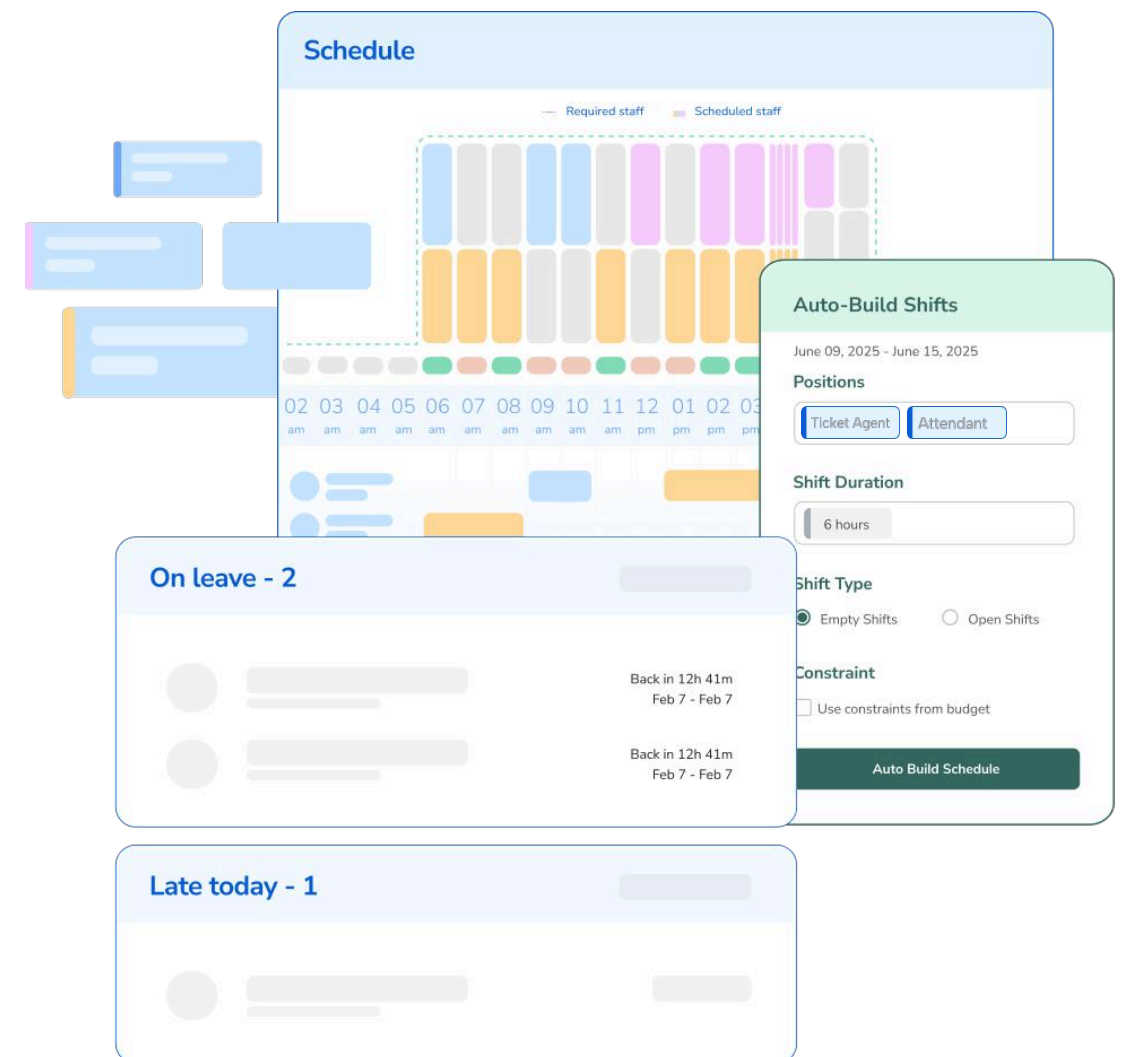 Schedule
Required staff Scheduled staff
02 03 04 05 06 07 08 09 10 11 12 01 02 03
am am am am am am am am am am pm pm pm pm
Auto-Build Shifts
June 09, 2025 - June 15, 2025
Positions
Ticket Agent Attendant
Shift Duration
6 hours
Shift Type
Empty Shifts Open Shifts
Constraint
Use constraints from budget
Auto Build Schedule
On leave - 2
Back in 12h 41m
Feb 7 - Feb 7
Back in 12h 41m
Feb 7 - Feb 7
Late today - 1